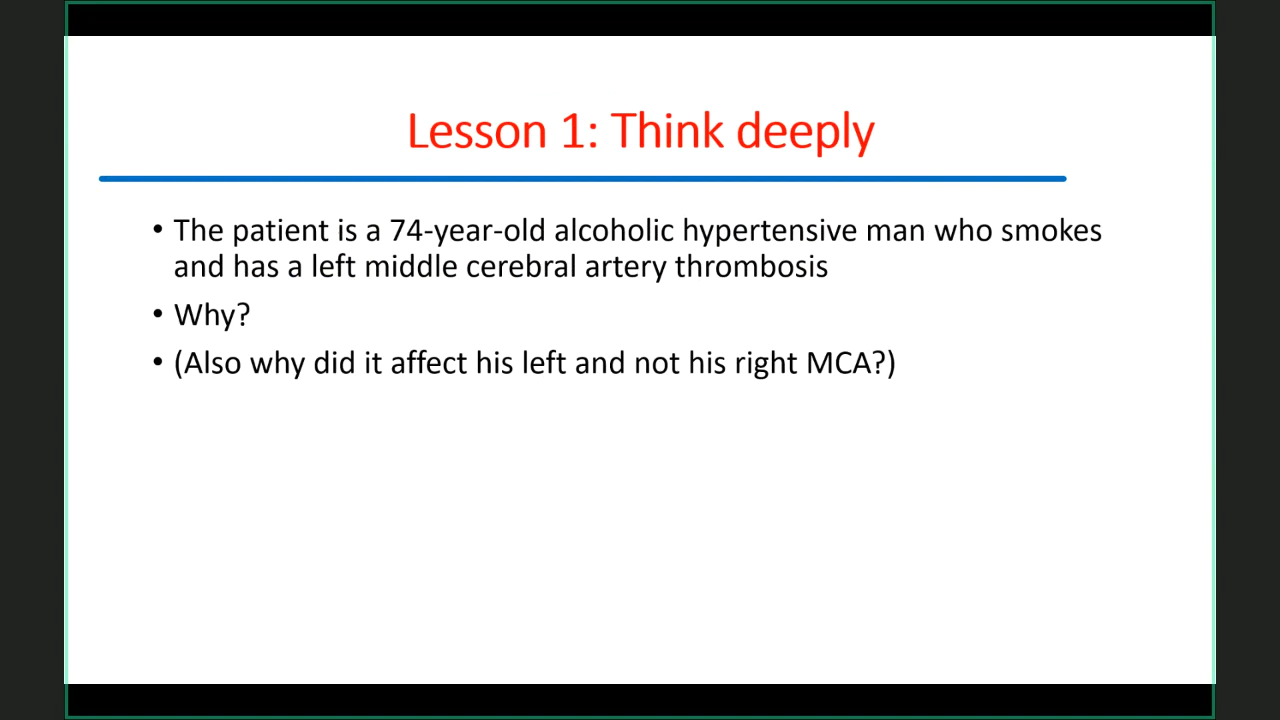 Lesson 1: Think deeply
• The patient is a 74-year-old alcoholic hypertensive man who smokes
and has a left middle cerebral artery thrombosis
• Why?
• (Also why did it affect his left and not his right MCA?)